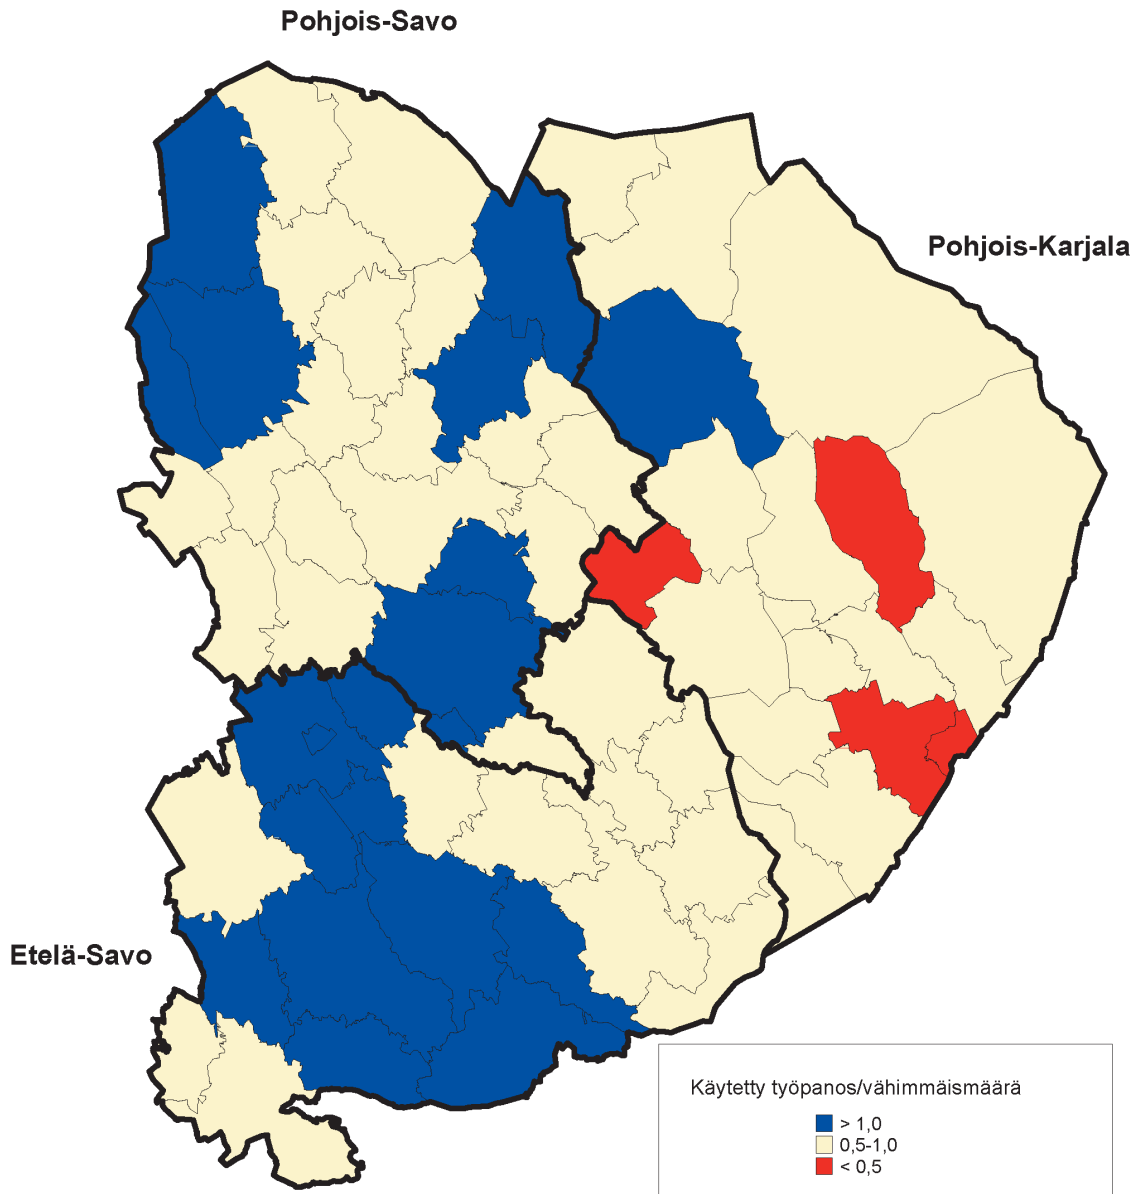 Pohjois-Savo
Pohjois-Karjala
Etelä-Savo
Käytetty työpanos/vähimmäismäärä
> 1,0
0,5-1,0
< 0,5